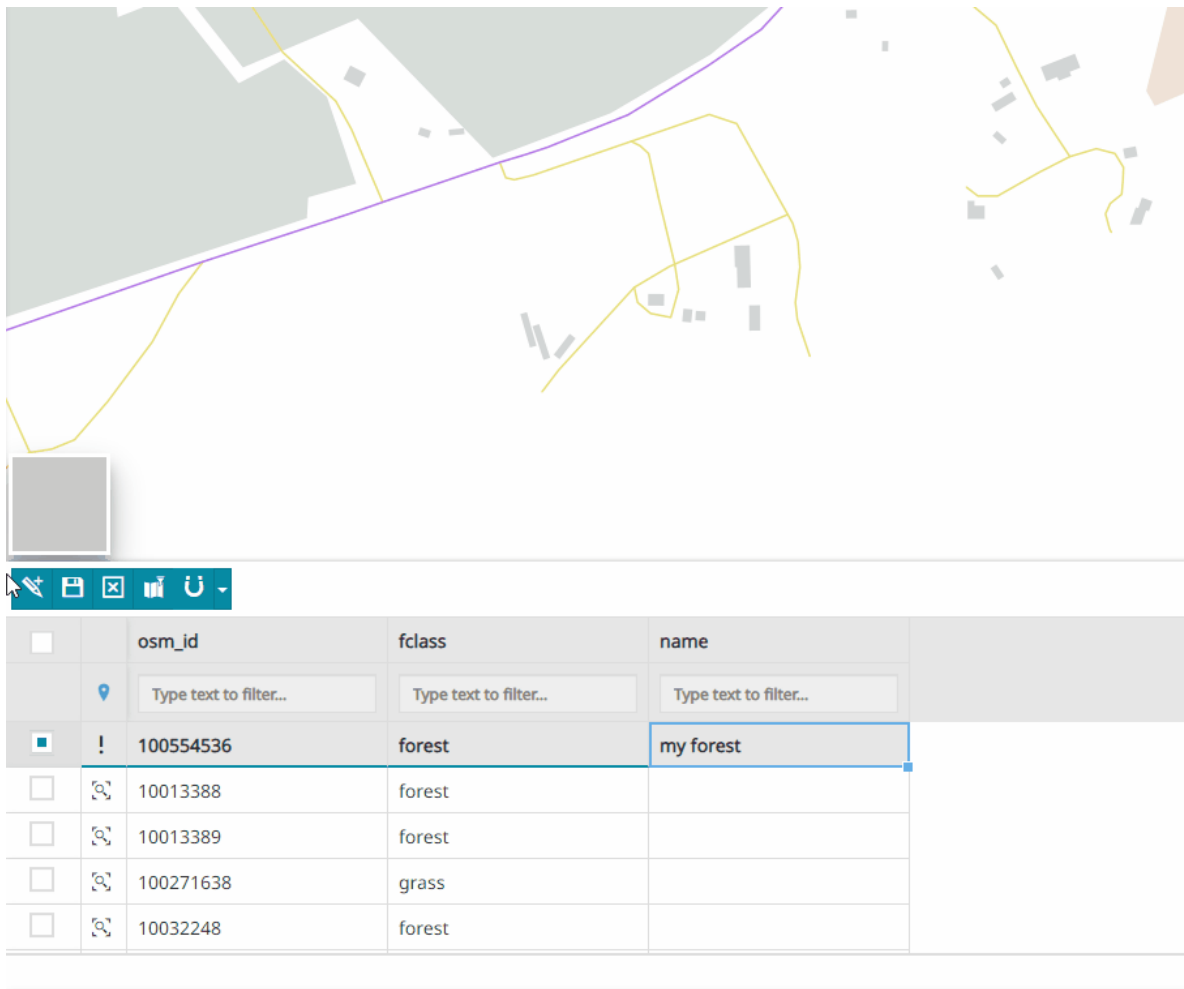 osm_id fclass name
Type text to filter... Type text to filter... Type text to filter...
! 100554536 forest my forest
10013388 forest
10013389 forest
100271638 grass
10032248 forest